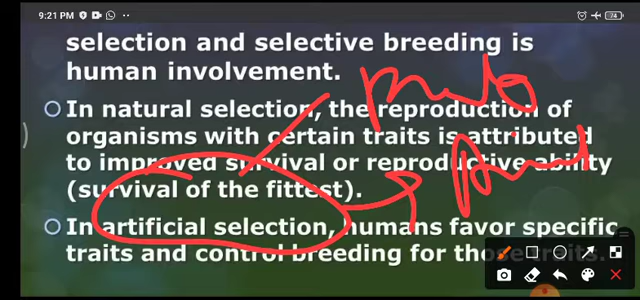 9:21 PM
74
selection and selective breeding is
human involvement.
In natural selection, the reproduction of
organisms with certain traits is attributed
to improved survival or reproductive ability
(survival of the fittest).
In artificial selection, humans favor specific
traits and control breeding for those traits.